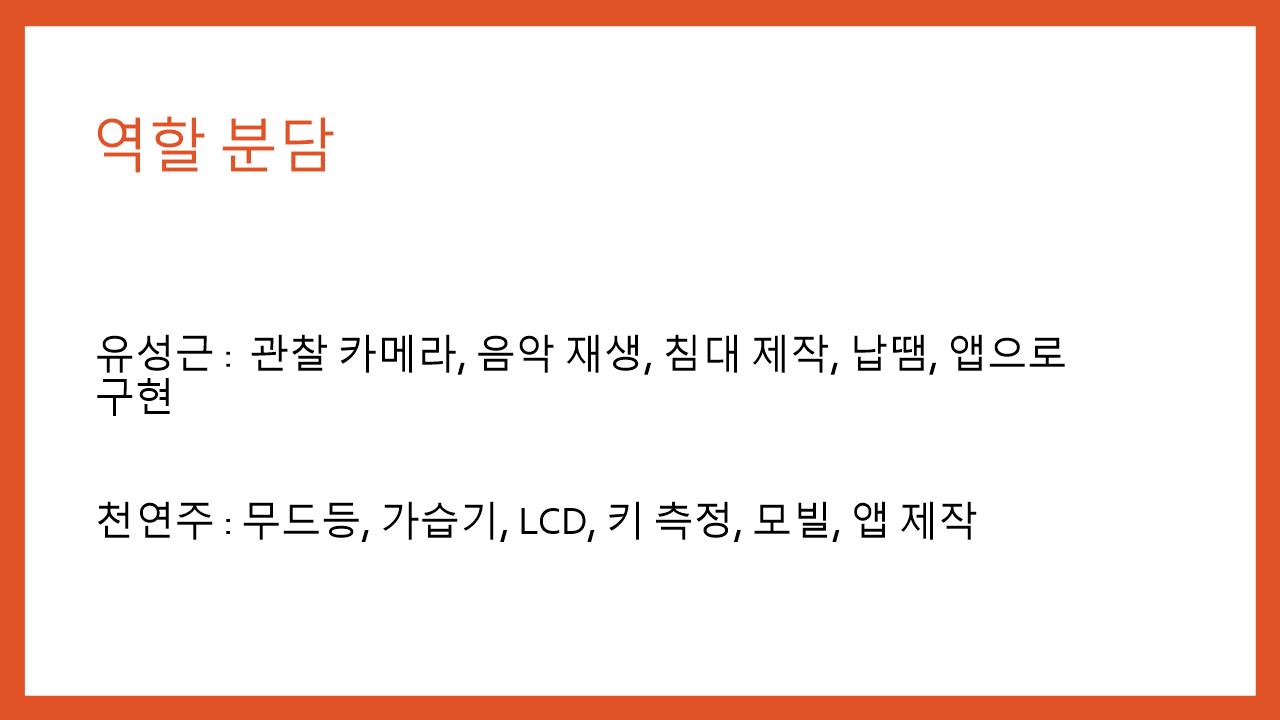 역할 분담
유성근 : 관찰 카메라, 음악 재생, 침대 제작, 납땜, 앱으로
구현
천연주 : 무드등, 가습기, LCD, 키 측정, 모빌, 앱 제작